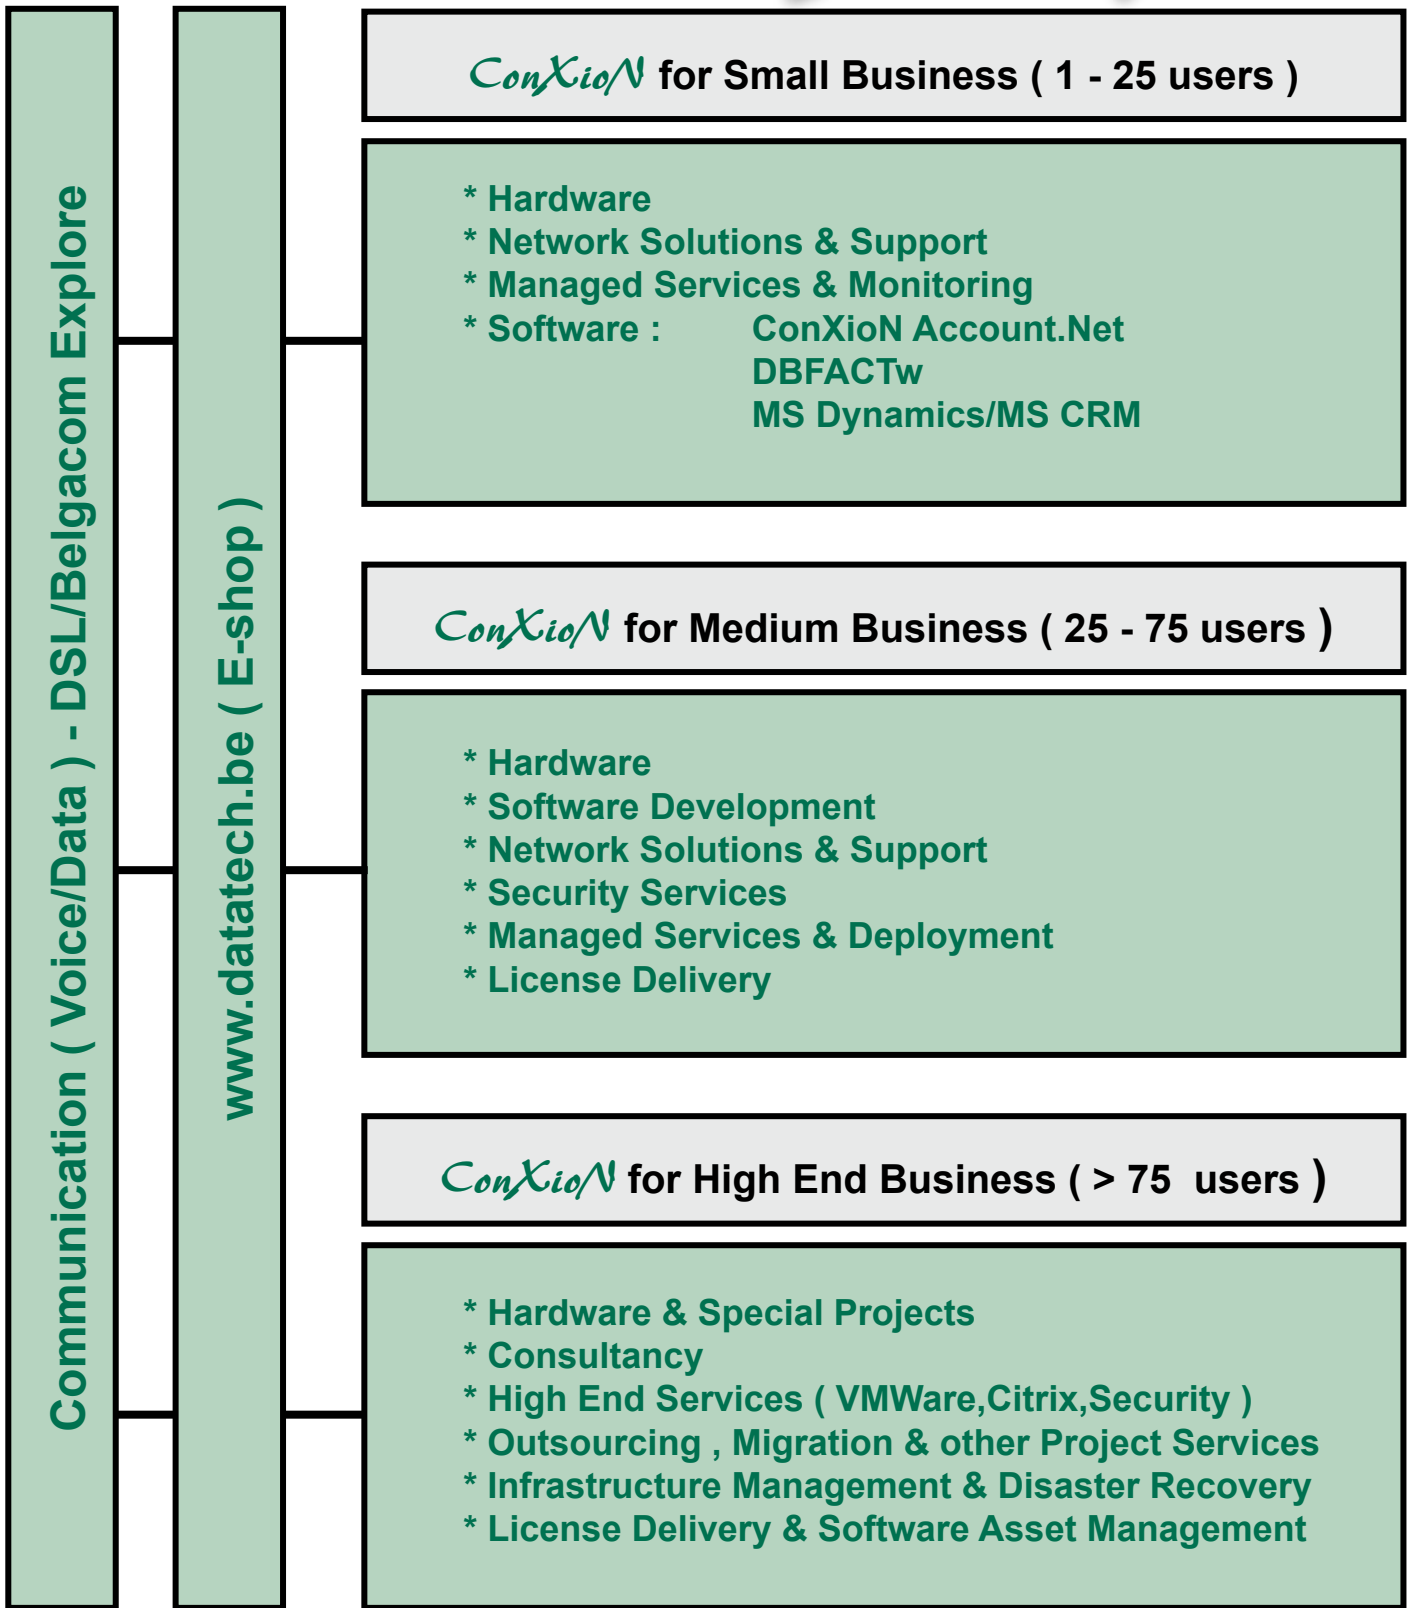 Communication ( Voice/Data ) - DSL/Belgacom Explore
www.datatech.be ( E-shop )
ConXioN for Small Business ( 1 - 25 users )
* Hardware
* Network Solutions & Support
* Managed Services & Monitoring
* Software : ConXioN Account.Net
DBFACTw
MS Dynamics/MS CRM
ConXioN for Medium Business ( 25 - 75 users )
* Hardware
* Software Development
* Network Solutions & Support
* Security Services
* Managed Services & Deployment
* License Delivery
ConXioN for High End Business ( > 75 users )
* Hardware & Special Projects
* Consultancy
* High End Services ( VMWare,Citrix,Security )
* Outsourcing , Migration & other Project Services
* Infrastructure Management & Disaster Recovery
* License Delivery & Software Asset Management